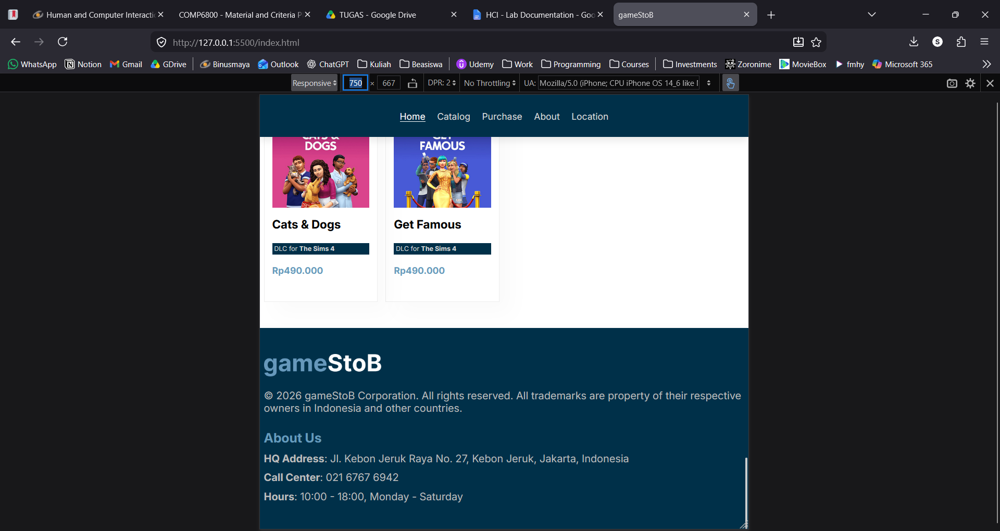 Human and Computer Interacti
COMP6800 - Material and Criteria P
TUGAS - Google Drive
HCI - Lab Documentation - Goo
gameStoB
http://127.0.0.1:5500/index.html
S
WhatsApp
Notion
Gmail
GDrive
Binusmaya
Outlook
ChatGPT
Kuliah
Beasiswa
Udemy
Work
Programming
Courses
Investments
Zoronime
MovieBox
fmhy
Microsoft 365
Responsive
750 × 667
DPR: 2
No Throttling
UA: Mozilla/5.0 (iPhone; CPU iPhone OS 14_6 like
Home
Catalog
Purchase
About
Location
CATS &
DOGS
GET
FAMOUS
Cats & Dogs
Get Famous
DLC for The Sims 4
DLC for The Sims 4
Rp490.000
Rp490.000
gameStoB
© 2026 gameStoB Corporation. All rights reserved. All trademarks are property of their respective
owners in Indonesia and other countries.
About Us
HQ Address: Jl. Kebon Jeruk Raya No. 27, Kebon Jeruk, Jakarta, Indonesia
Call Center: 021 6767 6942
Hours: 10:00 - 18:00, Monday - Saturday